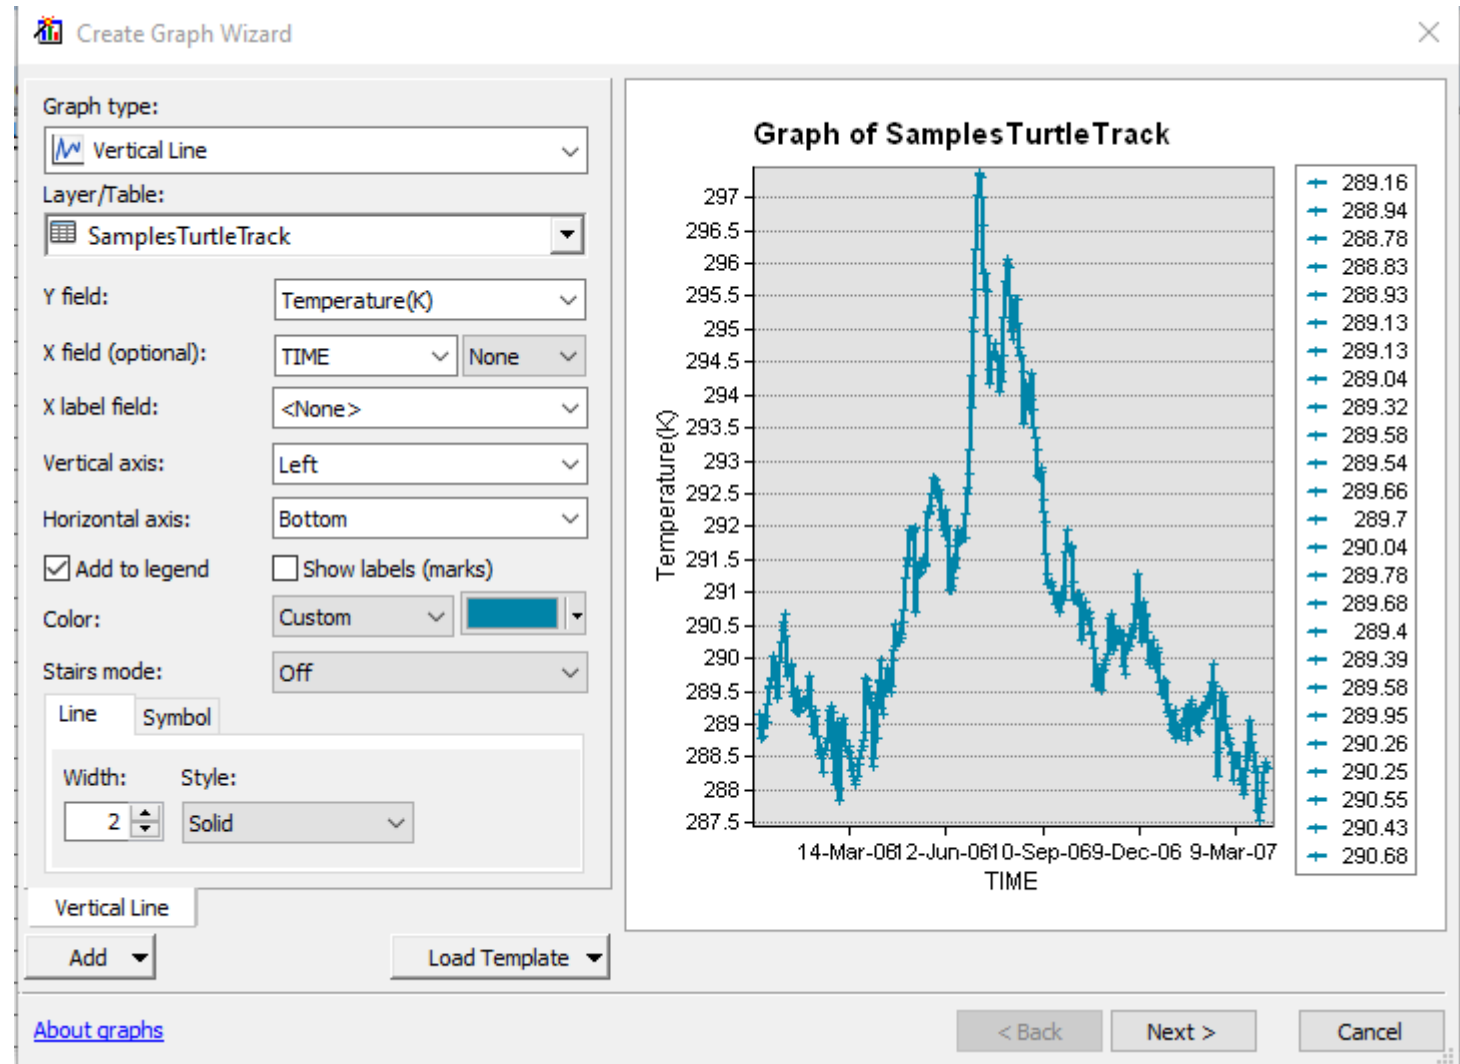 Create Graph Wizard
Graph type:
Vertical Line
Layer/Table:
SamplesTurtleTrack
Y field:
Temperature(K)
X field (optional):
TIME
None
X label field:
<None>
Vertical axis:
Left
Horizontal axis:
Bottom
Add to legend
Show labels (marks)
Color:
Custom
Stairs mode:
Off
Line
Symbol
Width:
Style:
2
Solid
Vertical Line
Add
Load Template
Graph of SamplesTurtleTrack
297
296.5
296
295.5
295
294.5
294
293.5
293
292.5
292
291.5
291
290.5
290
289.5
289
288.5
288
287.5
Temperature(K)
14-Mar-06
12-Jun-06
10-Sep-06
9-Dec-06
9-Mar-07
TIME
289.16
288.94
288.78
288.83
288.93
289.13
289.13
289.04
289.32
289.58
289.54
289.66
289.7
290.04
289.78
289.68
289.4
289.39
289.58
289.95
290.26
290.25
290.55
290.43
290.68
About graphs
< Back
Next >
Cancel